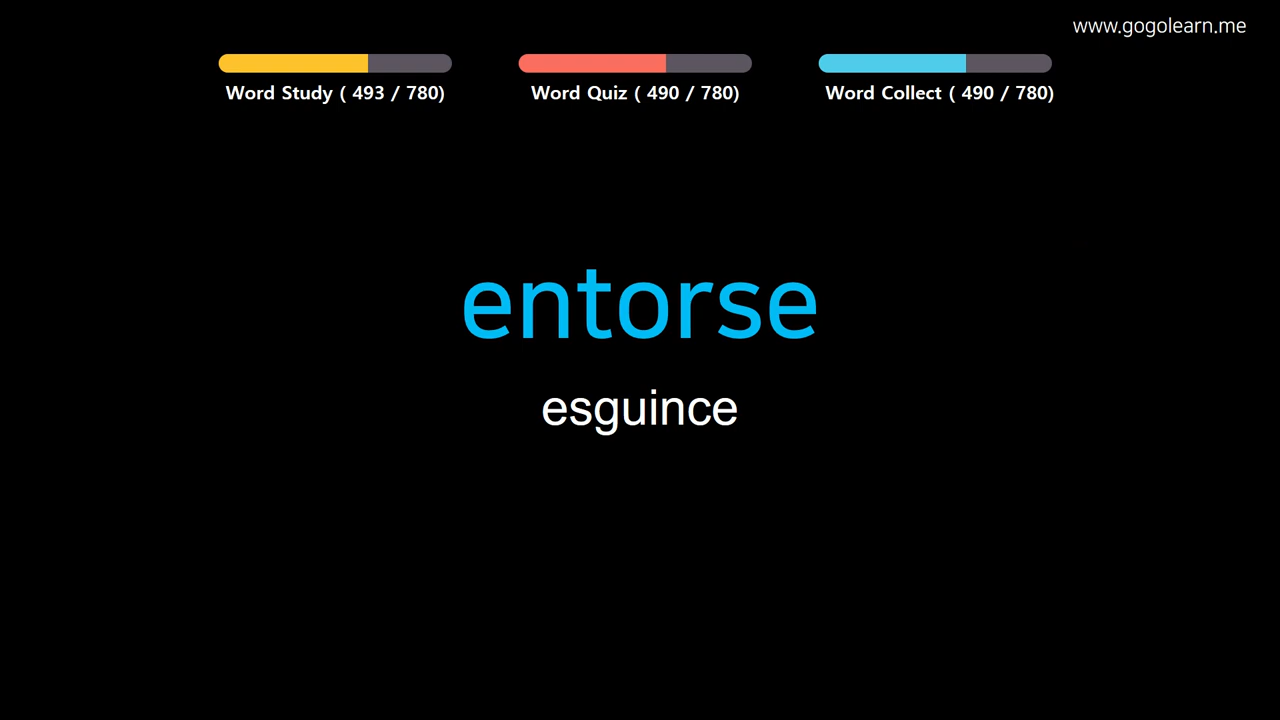 www.gogolearn.me
Word Study ( 493 / 780)
Word Quiz ( 490 / 780)
Word Collect ( 490 / 780)
entorse
esguince